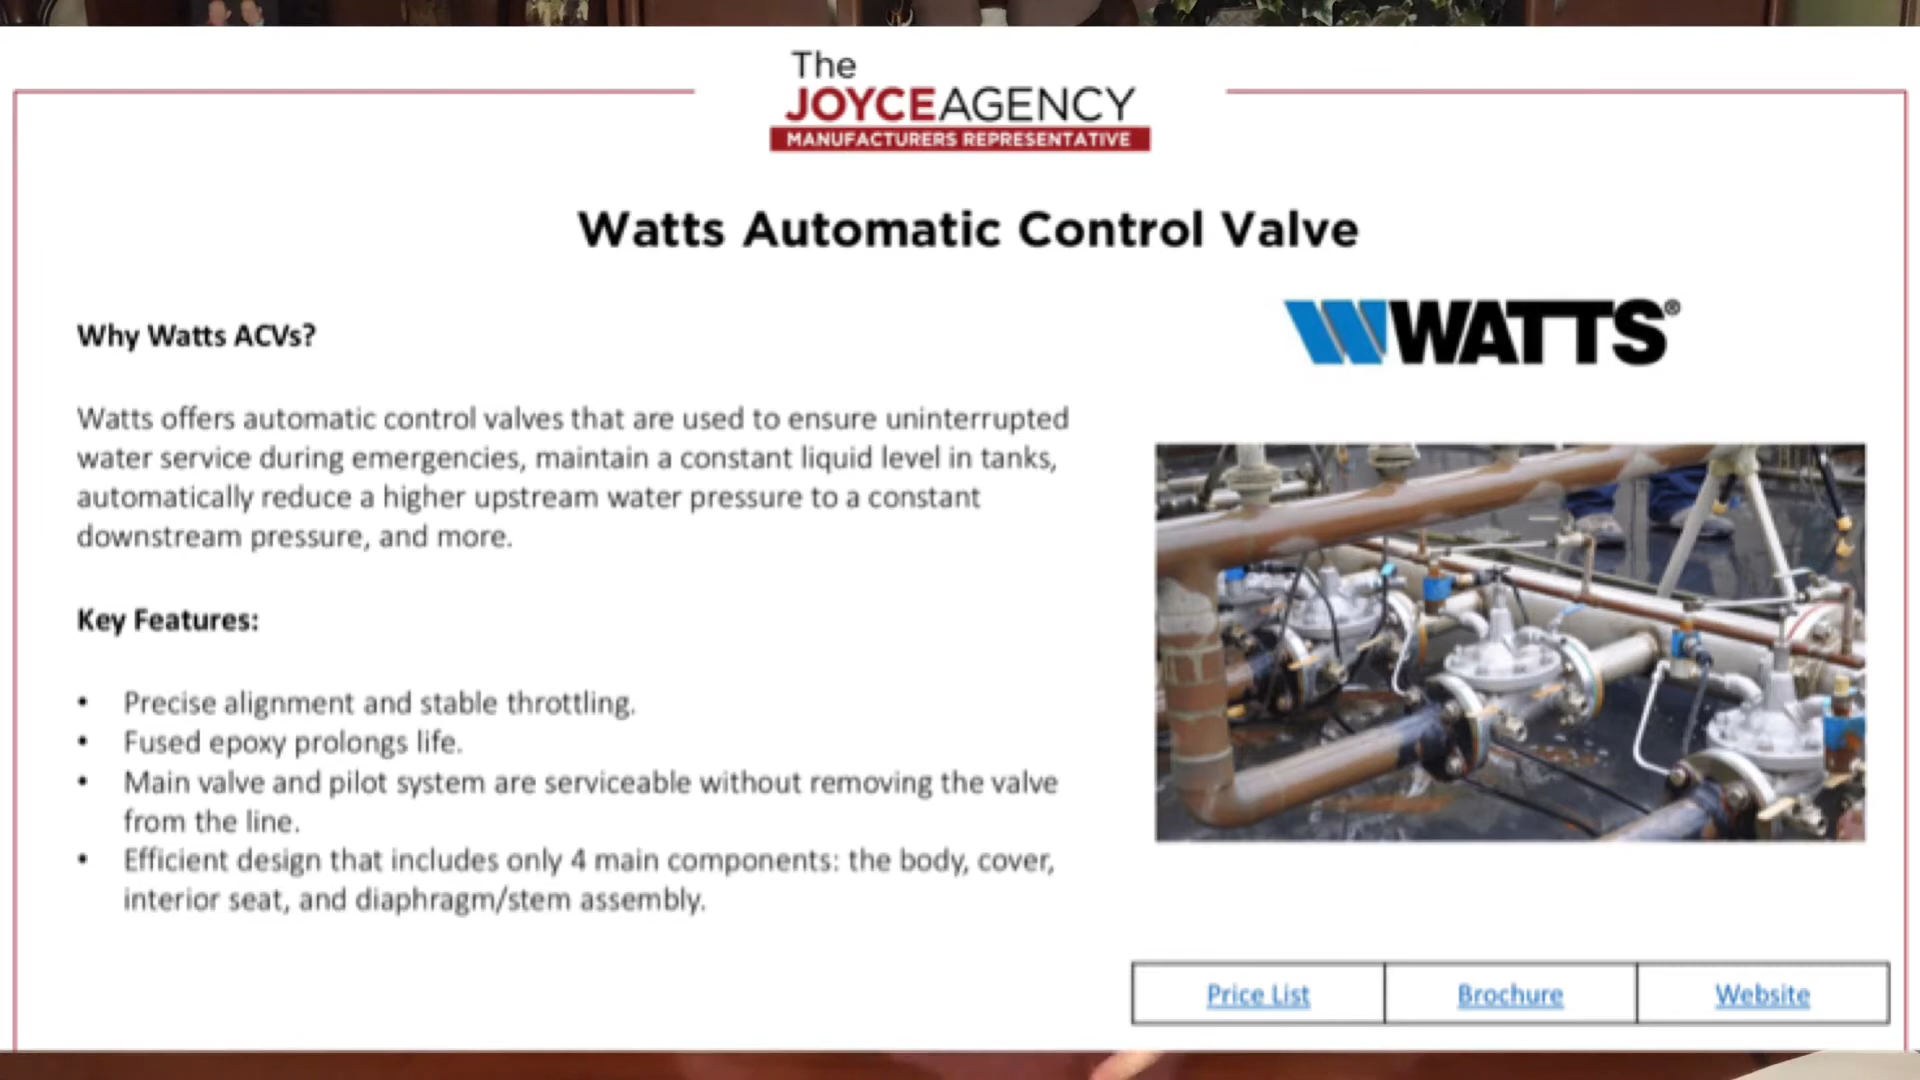 The
JOYCEAGENCY
MANUFACTURERS REPRESENTATIVE
Watts Automatic Control Valve
WATTS®
Why Watts ACVs?
Watts offers automatic control valves that are used to ensure uninterrupted
water service during emergencies, maintain a constant liquid level in tanks,
automatically reduce a higher upstream water pressure to a constant
downstream pressure, and more.
Key Features:
• Precise alignment and stable throttling.
• Fused epoxy prolongs life.
• Main valve and pilot system are serviceable without removing the valve
from the line.
• Efficient design that includes only 4 main components: the body, cover,
interior seat, and diaphragm/stem assembly.
Price List
Brochure
Website